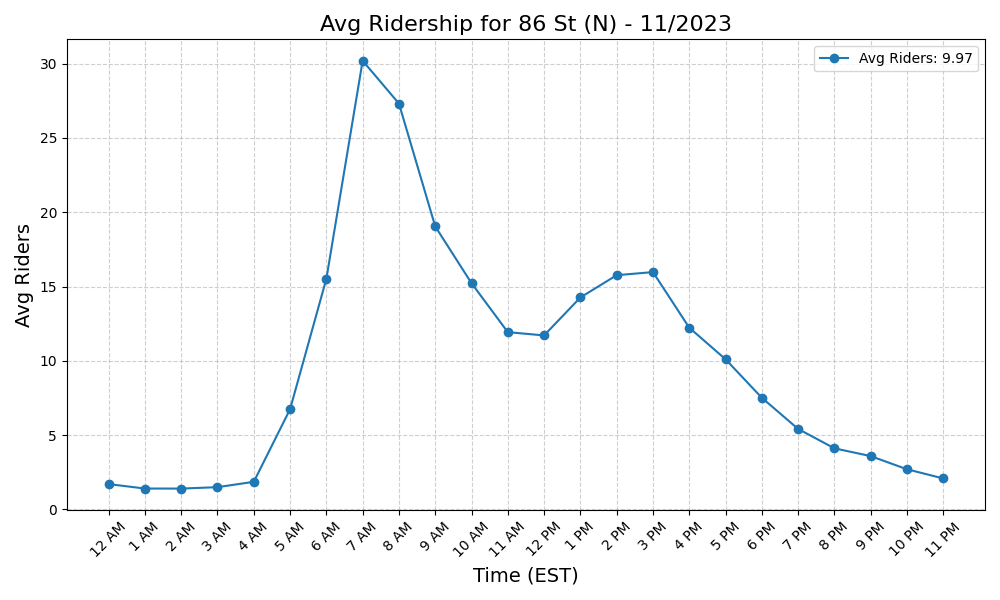 Avg Ridership for 86 St (N) - 11/2023
Avg Riders: 9.97
Avg Riders
30
25
20
15
10
5
0
12 AM
1 AM
2 AM
3 AM
4 AM
5 AM
6 AM
7 AM
8 AM
9 AM
10 AM
11 AM
12 PM
1 PM
2 PM
3 PM
4 PM
5 PM
6 PM
7 PM
8 PM
9 PM
10 PM
11 PM
Time (EST)